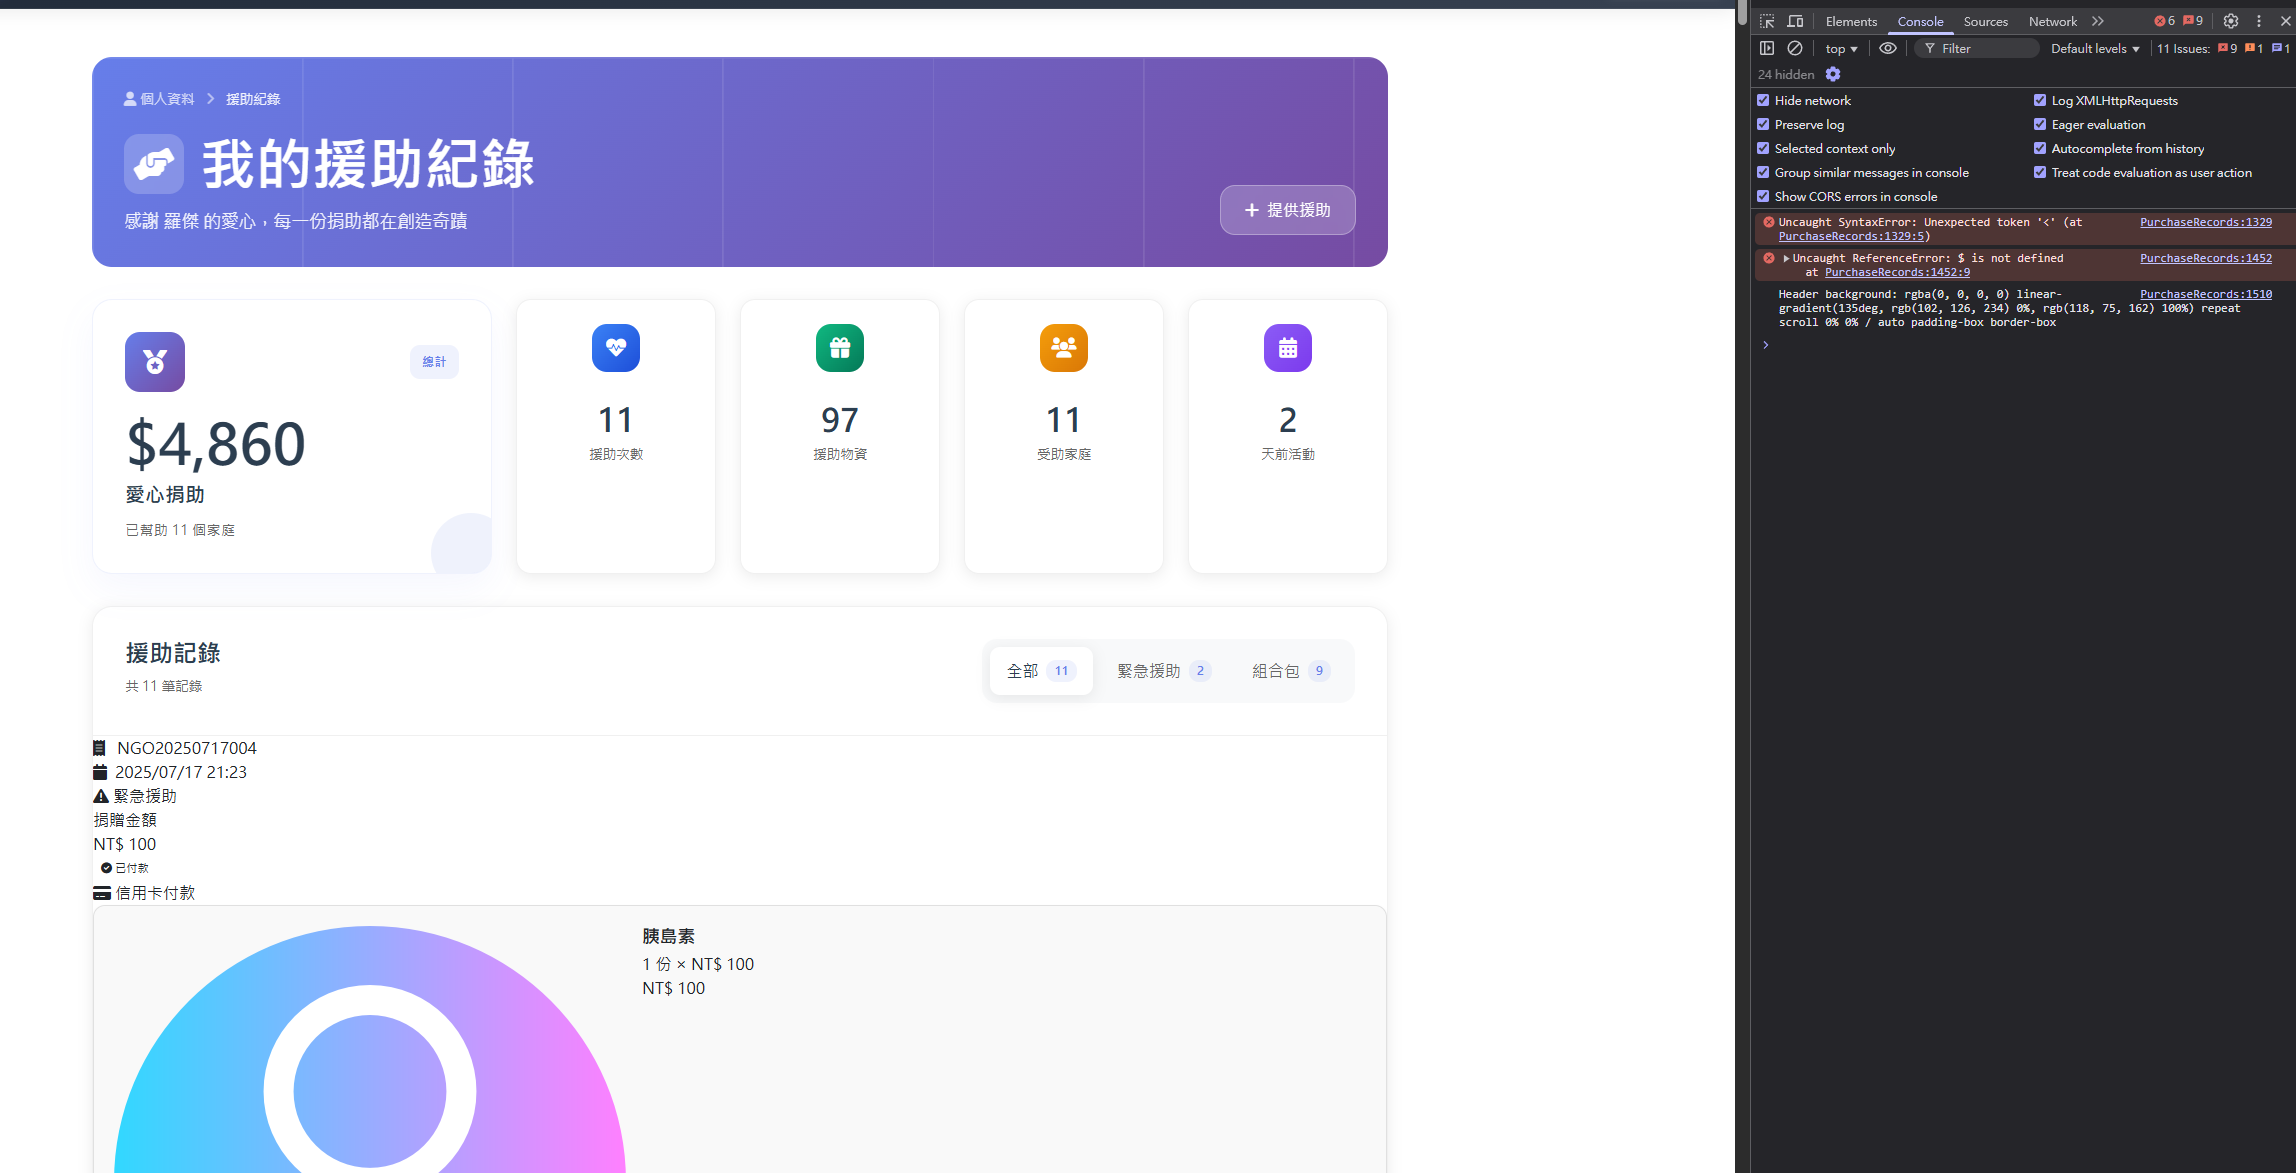 個人資料 > 援助紀錄
我的援助紀錄
感謝 羅傑 的愛心，每一份捐助都在創造奇蹟
+ 提供援助
總計
$4,860
愛心捐助
已幫助 11 個家庭
11
援助次數
97
援助物資
11
受助家庭
2
天前活動
援助記錄
共 11 筆記錄
全部 11
緊急援助 2
組合包 9
NGO20250717004
2025/07/17 21:23
緊急援助
捐贈金額
NT$ 100
已付款
信用卡付款
胰島素
1 份 × NT$ 100
NT$ 100
Elements Console Sources Network 6 9
top Filter Default levels 11 Issues: 9 1 1
24 hidden
Hide network
Log XMLHttpRequests
Preserve log
Eager evaluation
Selected context only
Autocomplete from history
Group similar messages in console
Treat code evaluation as user action
Show CORS errors in console
Uncaught SyntaxError: Unexpected token '<' (at PurchaseRecords:1329
PurchaseRecords:1329:5)
Uncaught ReferenceError: $ is not defined PurchaseRecords:1452
at PurchaseRecords:1452:9
Header background: rgba(0, 0, 0, 0) linear- PurchaseRecords:1510
gradient(135deg, rgb(102, 126, 234) 0%, rgb(118, 75, 162) 100%) repeat
scroll 0% 0% / auto padding-box border-box